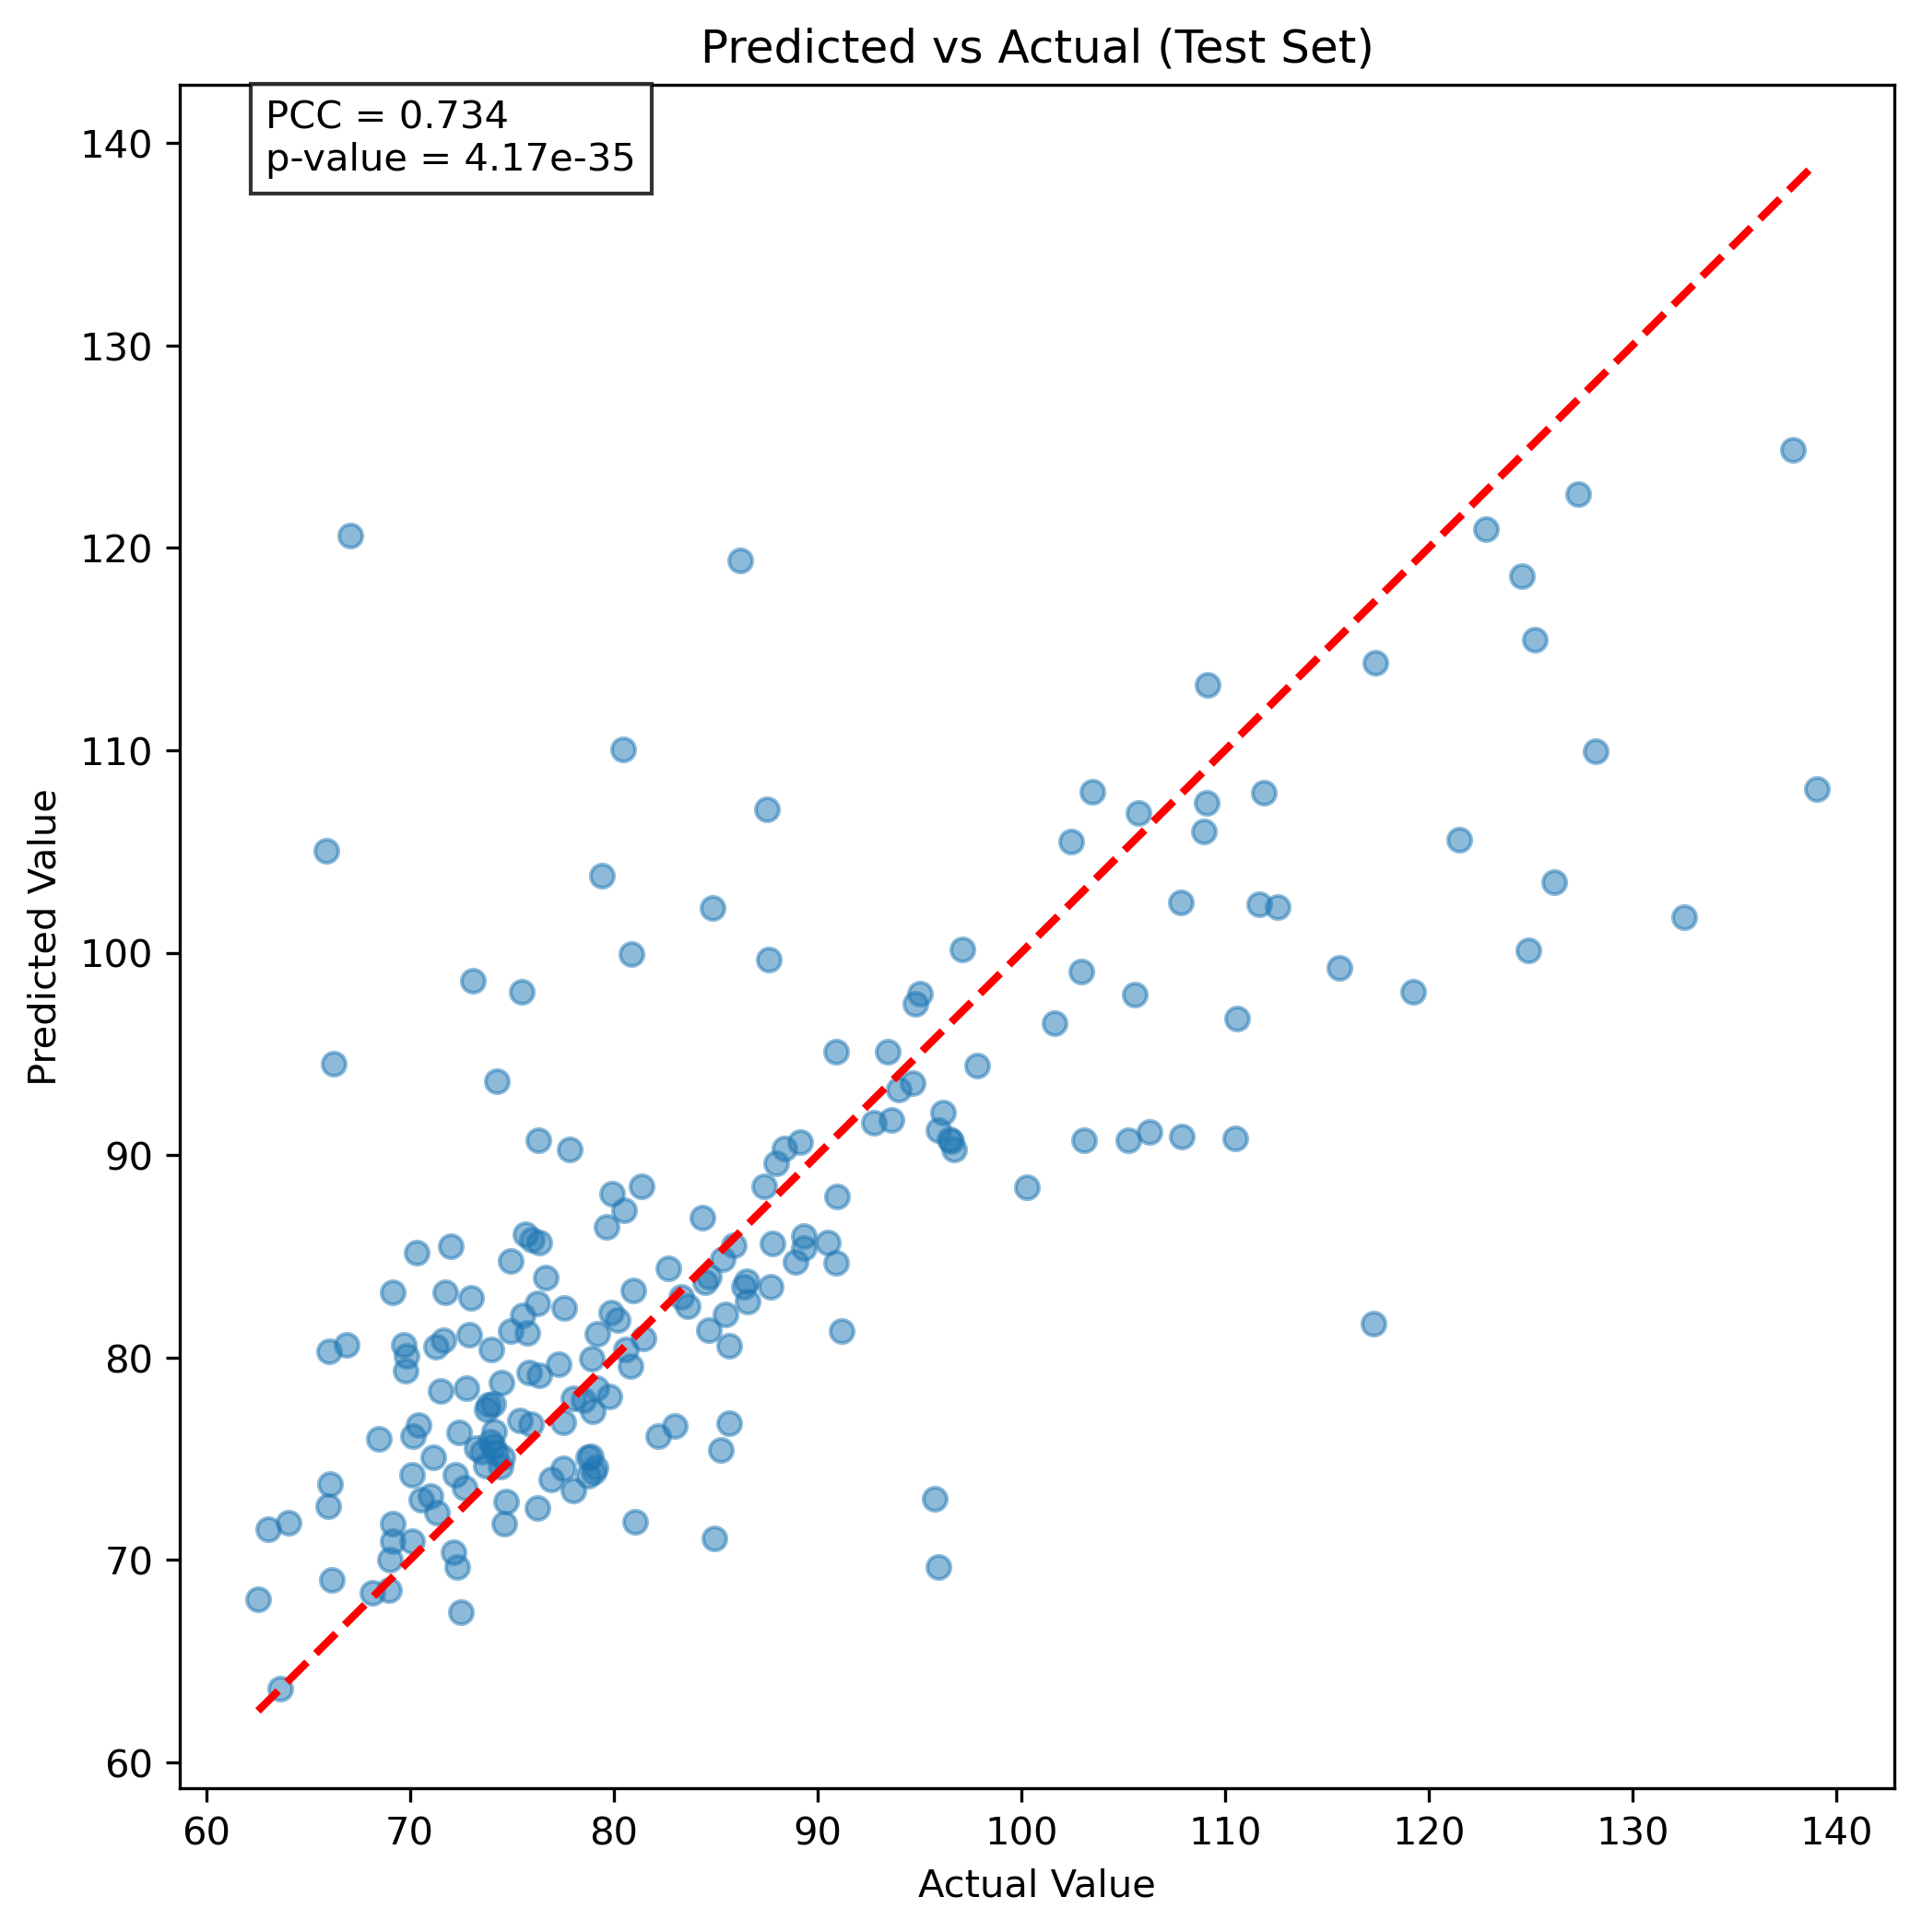 Predicted vs Actual (Test Set)
PCC = 0.734
p-value = 4.17e-35
140
130
120
110
100
90
80
70
60
Predicted Value
60 70 80 90 100 110 120 130 140
Actual Value